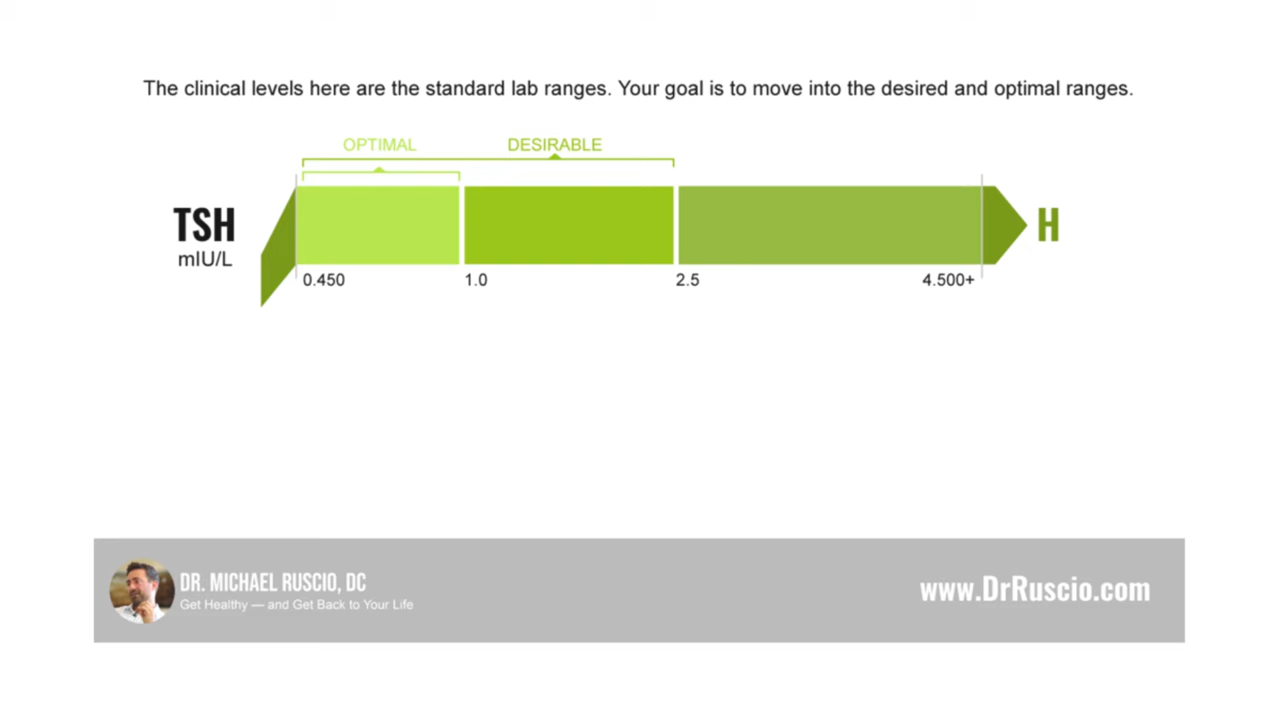 The clinical levels here are the standard lab ranges. Your goal is to move into the desired and optimal ranges.
OPTIMAL DESIRABLE
TSH H
mIU/L
0.450 1.0 2.5 4.500+
DR. MICHAEL RUSCIO, DC
Get Healthy — and Get Back to Your Life
www.DrRuscio.com